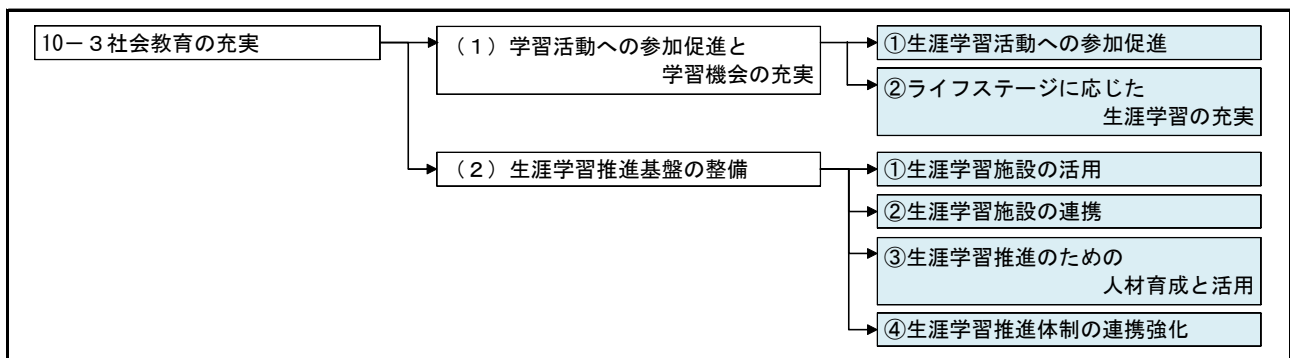 10－３社会教育の充実
（１）学習活動への参加促進と
学習機会の充実
①生涯学習活動への参加促進
②ライフステージに応じた
生涯学習の充実
（２）生涯学習推進基盤の整備
①生涯学習施設の活用
②生涯学習施設の連携
③生涯学習推進のための
人材育成と活用
④生涯学習推進体制の連携強化